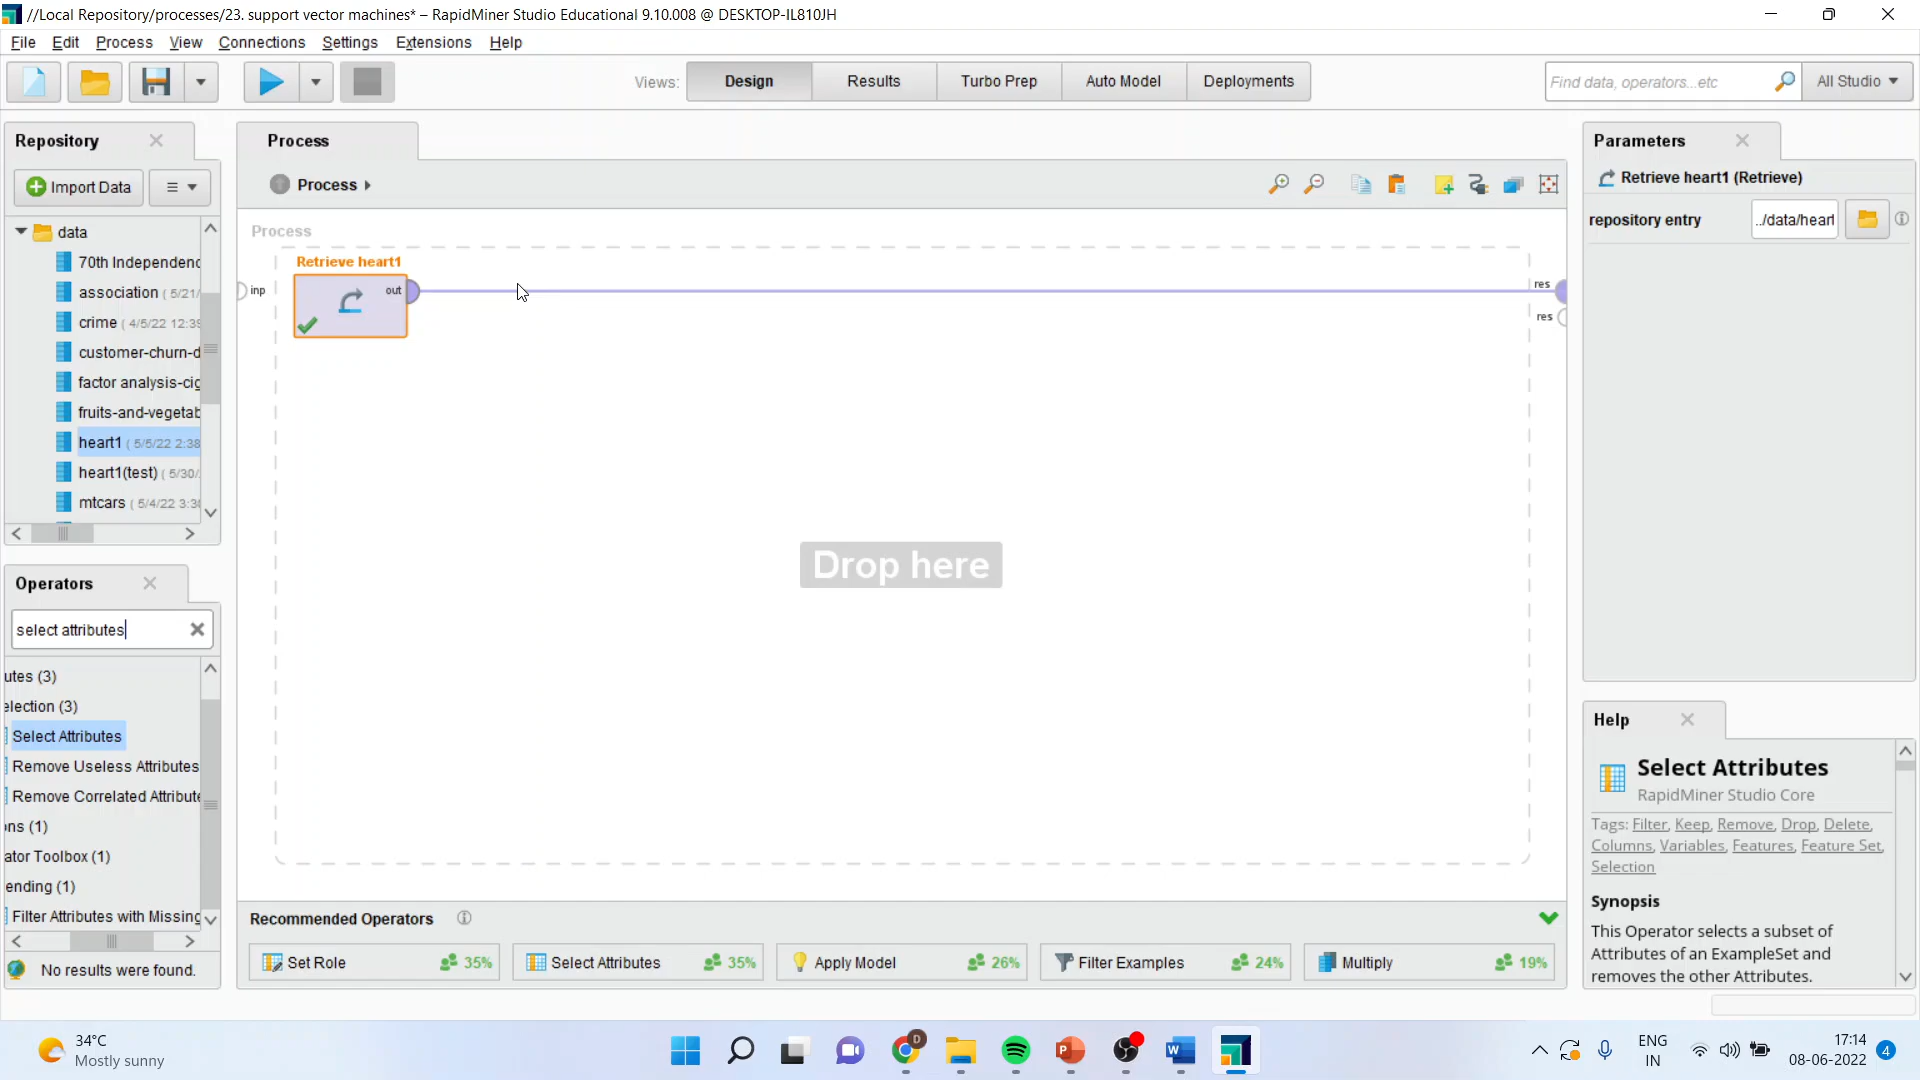 //Local Repository/processes/23. support vector machines* – RapidMiner Studio Educational 9.10.008 @ DESKTOP-IL810JH
File Edit Process View Connections Settings Extensions Help
Views: Design Results Turbo Prep Auto Model Deployments
Find data, operators...etc
All Studio
Repository
Import Data
data
70th Independenc
association ( 5/21/
crime ( 4/5/22 12:39
customer-churn-d
factor analysis-cig
fruits-and-vegetab
heart1 ( 5/5/22 2:38
heart1(test) ( 5/30/
mtcars ( 5/4/22 3:30
Operators
select attributes
utes (3)
election (3)
Select Attributes
Remove Useless Attributes
Remove Correlated Attribute
ons (1)
ator Toolbox (1)
ending (1)
Filter Attributes with Missing
No results were found.
Process
Process
Process
Retrieve heart1
inp
out
res
res
Drop here
Recommended Operators
Set Role 35%
Select Attributes 35%
Apply Model 26%
Filter Examples 24%
Multiply 19%
Parameters
Retrieve heart1 (Retrieve)
repository entry ../data/heart
Help
Select Attributes
RapidMiner Studio Core
Tags: Filter, Keep, Remove, Drop, Delete,
Columns, Variables, Features, Feature Set,
Selection
Synopsis
This Operator selects a subset of
Attributes of an ExampleSet and
removes the other Attributes.
34°C
Mostly sunny
D
ENG
IN
17:14
08-06-2022
4